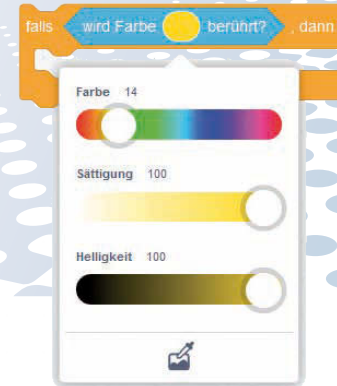 falls wird Farbe berührt? , dann
Farbe 14
Sättigung 100
Helligkeit 100